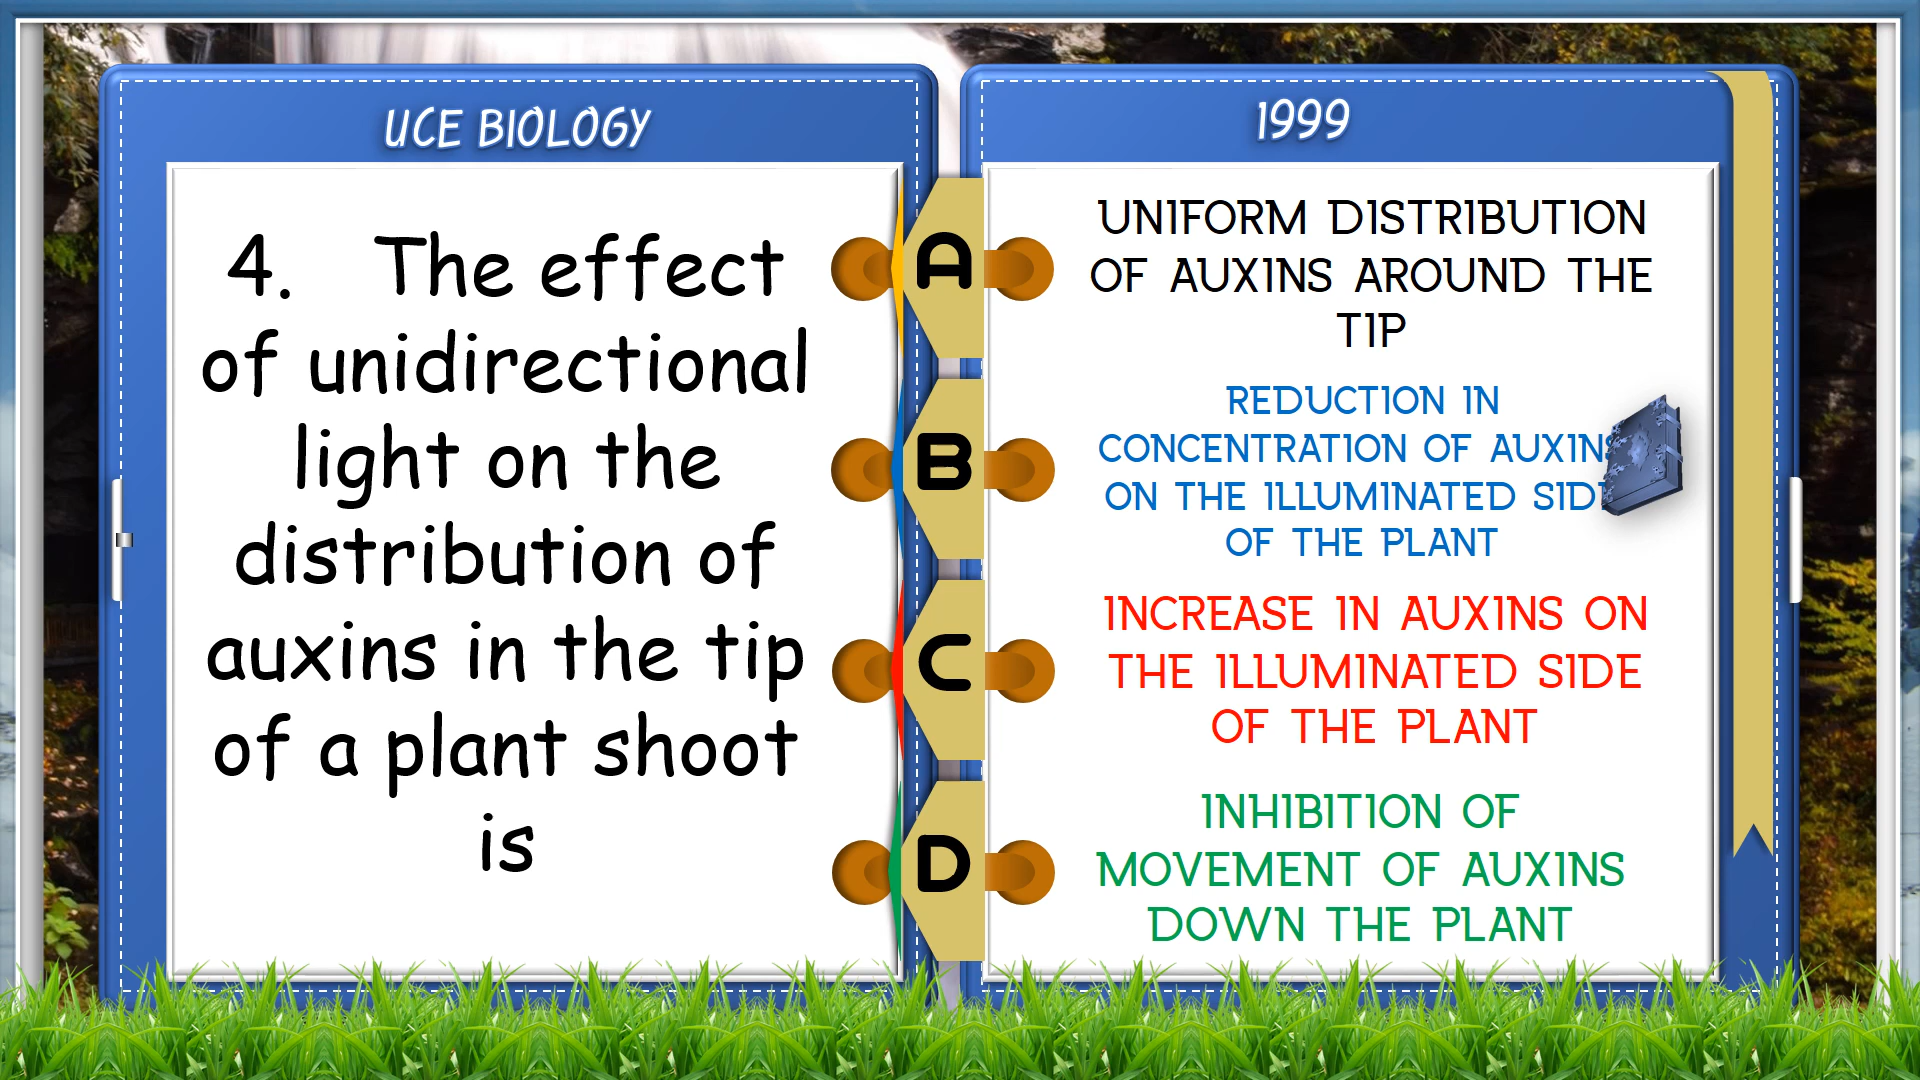 UCE BIOLOGY
4. The effect
of unidirectional
light on the
distribution of
auxins in the tip
of a plant shoot
is
1999
A
UNIFORM DISTRIBUTION
OF AUXINS AROUND THE
TIP
B
REDUCTION IN
CONCENTRATION OF AUXINS
ON THE ILLUMINATED SIDE
OF THE PLANT
C
INCREASE IN AUXINS ON
THE ILLUMINATED SIDE
OF THE PLANT
D
INHIBITION OF
MOVEMENT OF AUXINS
DOWN THE PLANT